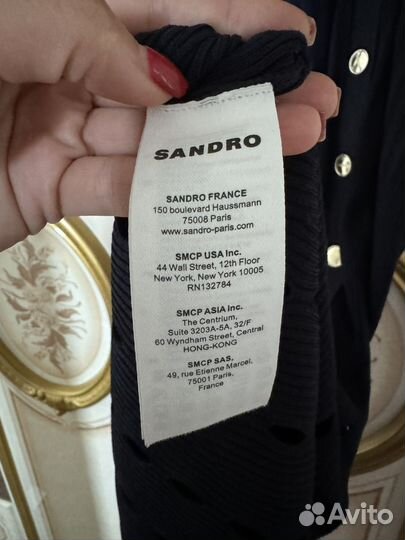 SANDRO
SANDRO FRANCE
150 boulevard Haussmann
75008 Paris
www.sandro-paris.com
SMCP USA Inc.
44 Wall Street, 12th Floor
New York, New York 10005
RN132784
SMCP ASIA Inc.
The Centrium,
Suite 3203A-5A, 32/F
60 Wyndham Street, Central
HONG-KONG
SMCP SAS,
49, rue Etienne Marcel,
75001 Paris,
France
Avito